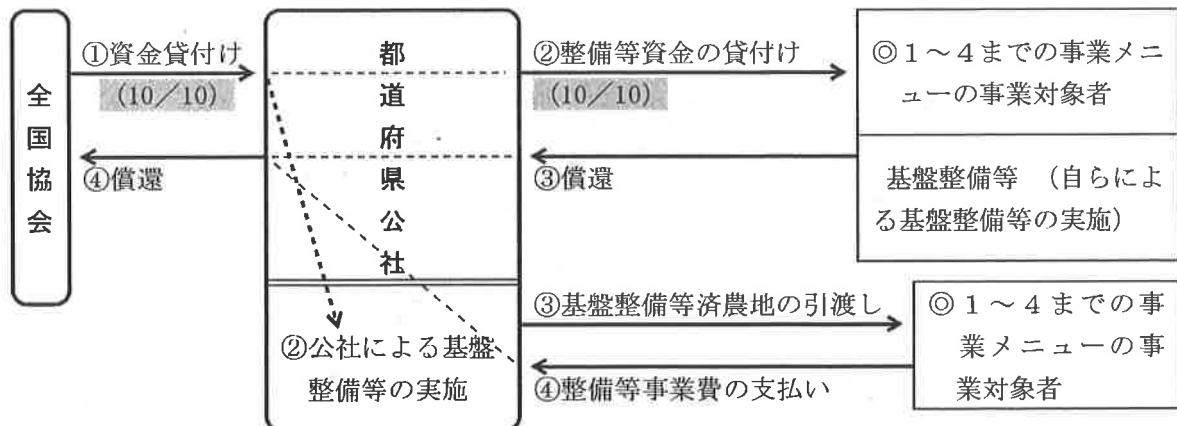 全国協会
①資金貸付け
(10/10)
④償還
都道府県公社
②公社による基盤
整備等の実施
②整備等資金の貸付け
(10/10)
③償還
◎1～4までの事業メニ
ューの事業対象者
基盤整備等　(自らによ
る基盤整備等の実施)
③基盤整備等済農地の引渡し
④整備等事業費の支払い
◎1～4までの事
業メニューの事
業対象者